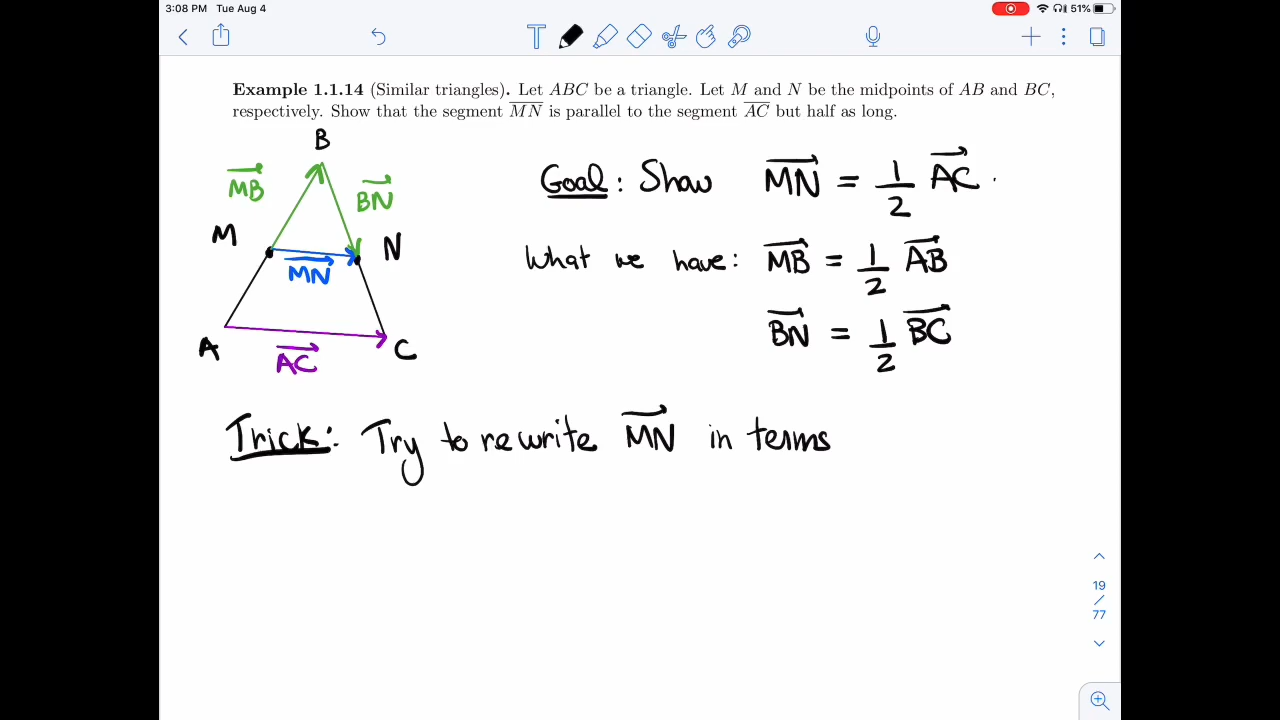 3:08 PM Tue Aug 4
51%
Example 1.1.14 (Similar triangles). Let ABC be a triangle. Let M and N be the midpoints of AB and BC,
respectively. Show that the segment M̅N̅ is parallel to the segment A̅C̅ but half as long.
B
MB→
BN→
M
N
MN→
A
C
AC→
Goal: Show MN→ = 1/2 AC→.
What we have: MB→ = 1/2 AB→
BN→ = 1/2 BC→
Trick: Try to rewrite MN→ in terms
19
/
77